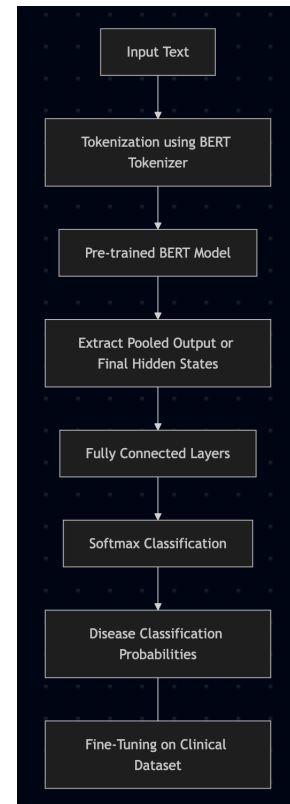 Input Text
Tokenization using BERT
Tokenizer
Pre-trained BERT Model
Extract Pooled Output or
Final Hidden States
Fully Connected Layers
Softmax Classification
Disease Classification
Probabilities
Fine-Tuning on Clinical
Dataset